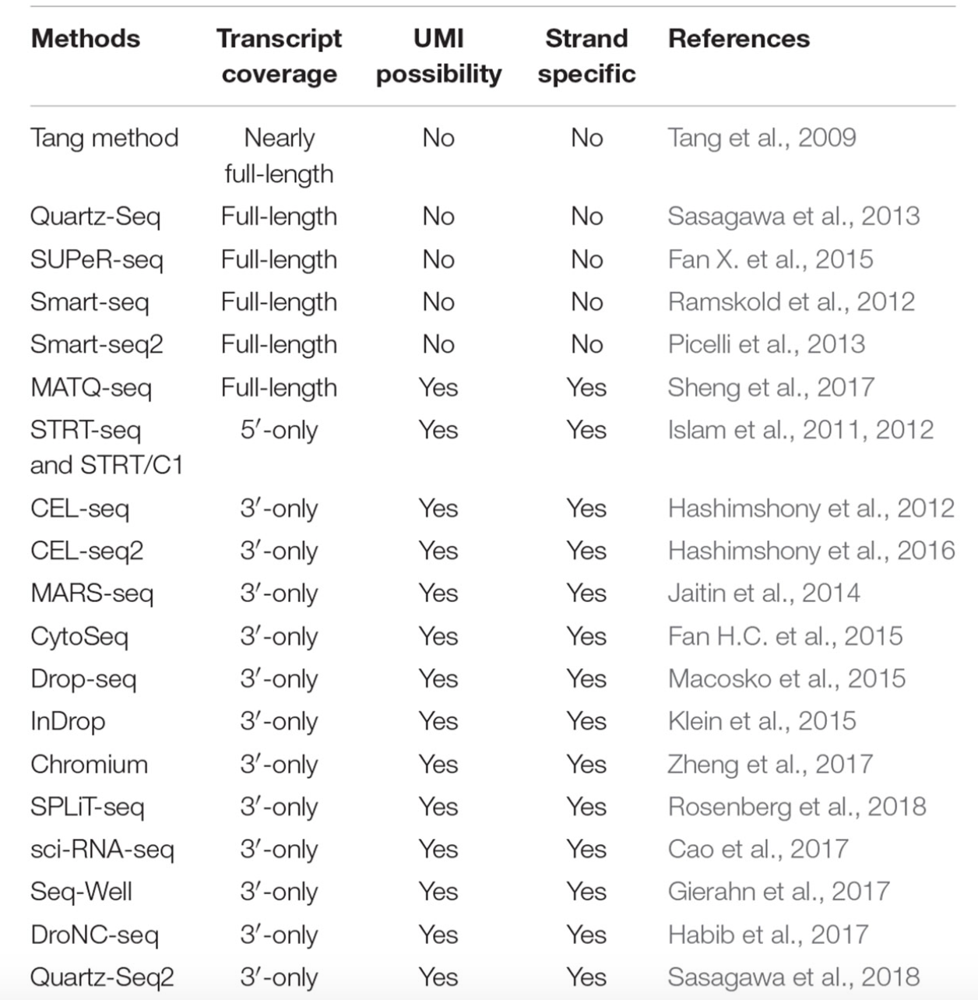 Methods Transcript UMI Strand References
coverage possibility specific
Tang method Nearly No No Tang et al., 2009
full-length
Quartz-Seq Full-length No No Sasagawa et al., 2013
SUPeR-seq Full-length No No Fan X. et al., 2015
Smart-seq Full-length No No Ramskold et al., 2012
Smart-seq2 Full-length No No Picelli et al., 2013
MATQ-seq Full-length Yes Yes Sheng et al., 2017
STRT-seq 5′-only Yes Yes Islam et al., 2011, 2012
and STRT/C1
CEL-seq 3′-only Yes Yes Hashimshony et al., 2012
CEL-seq2 3′-only Yes Yes Hashimshony et al., 2016
MARS-seq 3′-only Yes Yes Jaitin et al., 2014
CytoSeq 3′-only Yes Yes Fan H.C. et al., 2015
Drop-seq 3′-only Yes Yes Macosko et al., 2015
InDrop 3′-only Yes Yes Klein et al., 2015
Chromium 3′-only Yes Yes Zheng et al., 2017
SPLiT-seq 3′-only Yes Yes Rosenberg et al., 2018
sci-RNA-seq 3′-only Yes Yes Cao et al., 2017
Seq-Well 3′-only Yes Yes Gierahn et al., 2017
DroNC-seq 3′-only Yes Yes Habib et al., 2017
Quartz-Seq2 3′-only Yes Yes Sasagawa et al., 2018